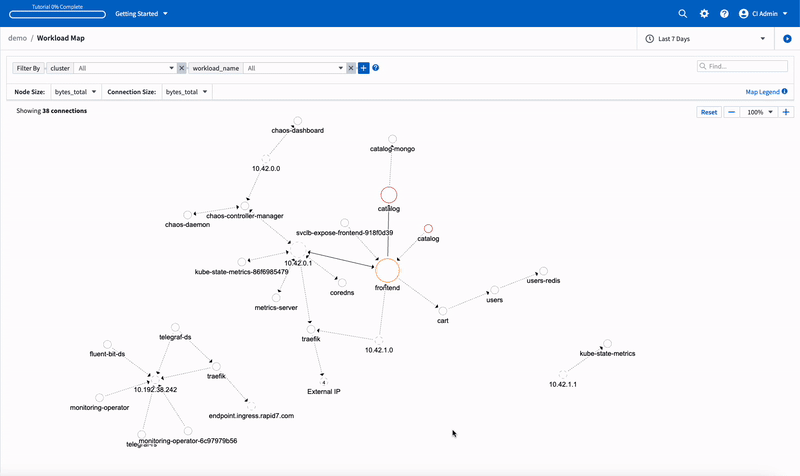 Tutorial 0% Complete
Getting Started
CI Admin
demo / Workload Map
Last 7 Days
Filter By cluster All workload_name All
Find...
Node Size: bytes_total Connection Size: bytes_total
Map Legend
Showing 38 connections
Reset 100%
chaos-dashboard
catalog-mongo
10.42.0.0
catalog
chaos-controller-manager
chaos-daemon
svclb-expose-frontend-918f0d39
catalog
10.42.0.1
kube-state-metrics-86f6985479
frontend
users-redis
coredns
users
metrics-server
cart
telegraf-ds
traefik
10.42.1.0
fluent-bit-ds
kube-state-metrics
traefik
10.42.1.1
10.192.38.242
External IP
monitoring-operator
endpoint.ingress.rapid7.com
monitoring-operator-6c97979b56